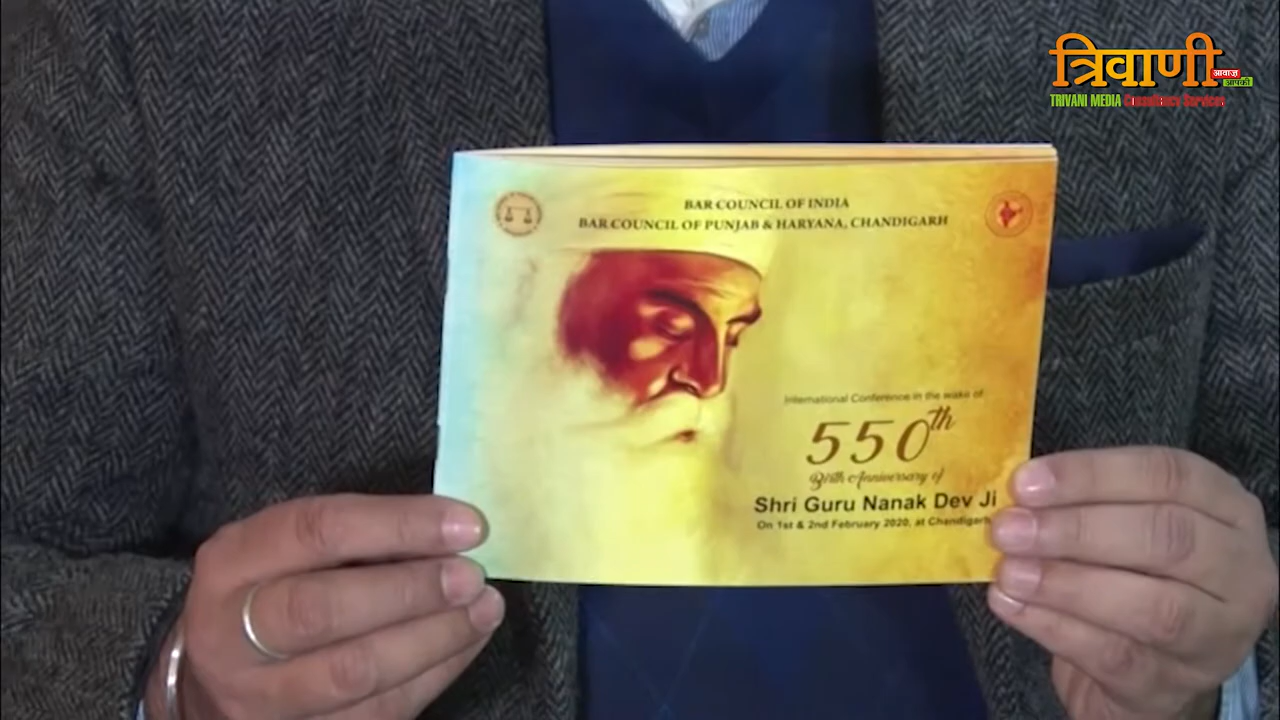 त्रिवाणी
आवाज़
आपकी
TRIVANI MEDIA Consultancy Services
BAR COUNCIL OF INDIA
BAR COUNCIL OF PUNJAB & HARYANA, CHANDIGARH
International Conference in the wake of
550th
Birth Anniversary of
Shri Guru Nanak Dev Ji
On 1st & 2nd February 2020, at Chandigarh